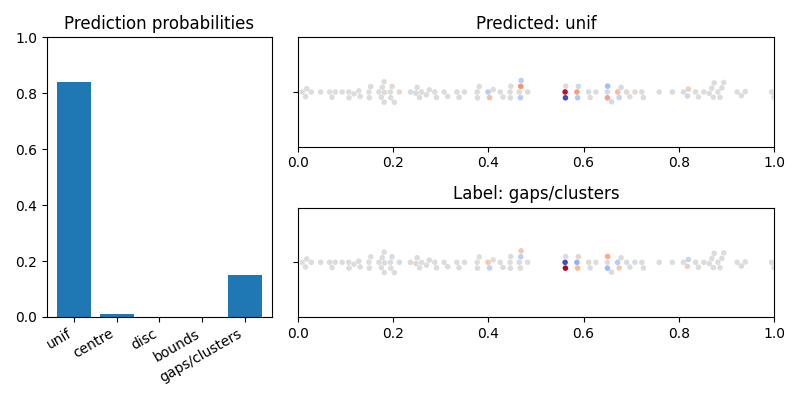 Prediction probabilities
1.0
0.8
0.6
0.4
0.2
0.0
unif
centre
disc
bounds
gaps/clusters
Predicted: unif
0.0 0.2 0.4 0.6 0.8 1.0
Label: gaps/clusters
0.0 0.2 0.4 0.6 0.8 1.0